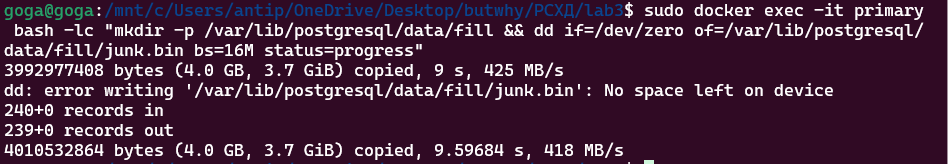 goga@goga:/mnt/c/Users/antip/OneDrive/Desktop/butwhy/РСХД/lab3$ sudo docker exec -it primary
 bash -lc "mkdir -p /var/lib/postgresql/data/fill && dd if=/dev/zero of=/var/lib/postgresql/
data/fill/junk.bin bs=16M status=progress"
3992977408 bytes (4.0 GB, 3.7 GiB) copied, 9 s, 425 MB/s
dd: error writing '/var/lib/postgresql/data/fill/junk.bin': No space left on device
240+0 records in
239+0 records out
4010532864 bytes (4.0 GB, 3.7 GiB) copied, 9.59684 s, 418 MB/s